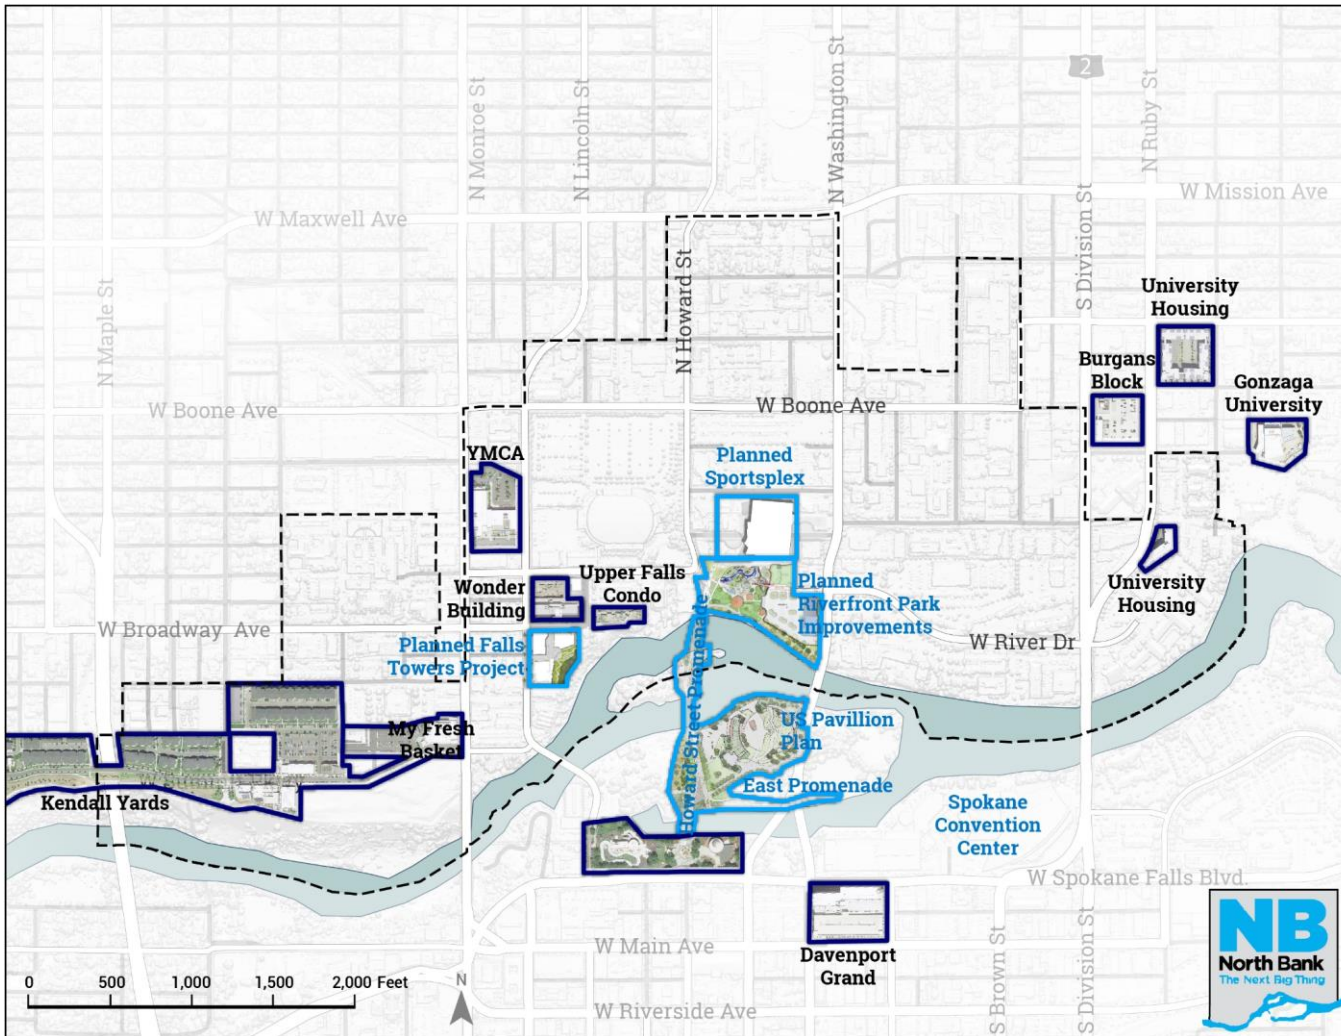 2
N Monroe St
N Lincoln St
N Washington St
N Ruby St
W Maxwell Ave
W Mission Ave
N Maple St
N Howard St
S Division St
University
Housing
Burgans
Block
Gonzaga
University
W Boone Ave
W Boone Ave
YMCA
Planned
Sportsplex
Wonder
Building
Upper Falls
Condo
Planned
Riverfront Park
Improvements
University
Housing
W Broadway Ave
Planned Falls
Towers Project
W River Dr
Howard Street Promenade
US Pavillion
Plan
My Fresh
Basket
East Promenade
Kendall Yards
Spokane
Convention
Center
W Spokane Falls Blvd.
W Main Ave
Davenport
Grand
S Brown St
S Division St
W Riverside Ave
0 500 1,000 1,500 2,000 Feet
N
NB
North Bank
The Next Big Thing